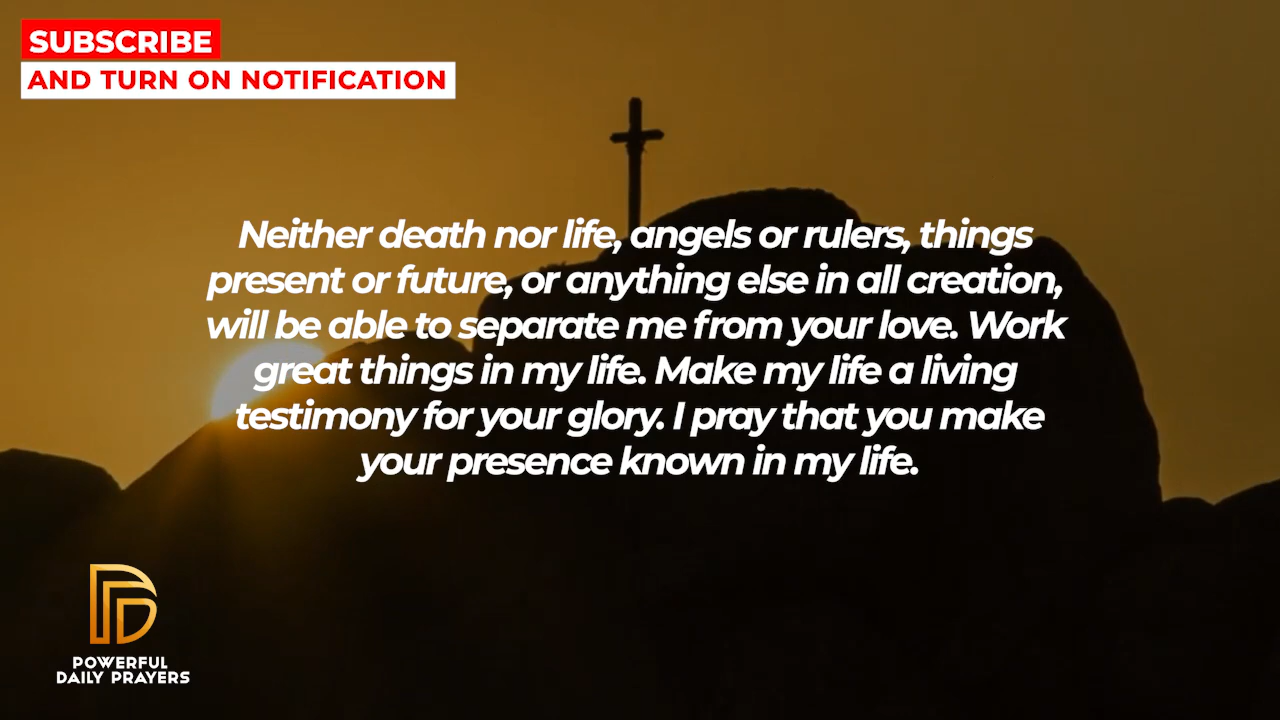 SUBSCRIBE
AND TURN ON NOTIFICATION
Neither death nor life, angels or rulers, things
present or future, or anything else in all creation,
will be able to separate me from your love. Work
great things in my life. Make my life a living
testimony for your glory. I pray that you make
your presence known in my life.
POWERFUL
DAILY PRAYERS